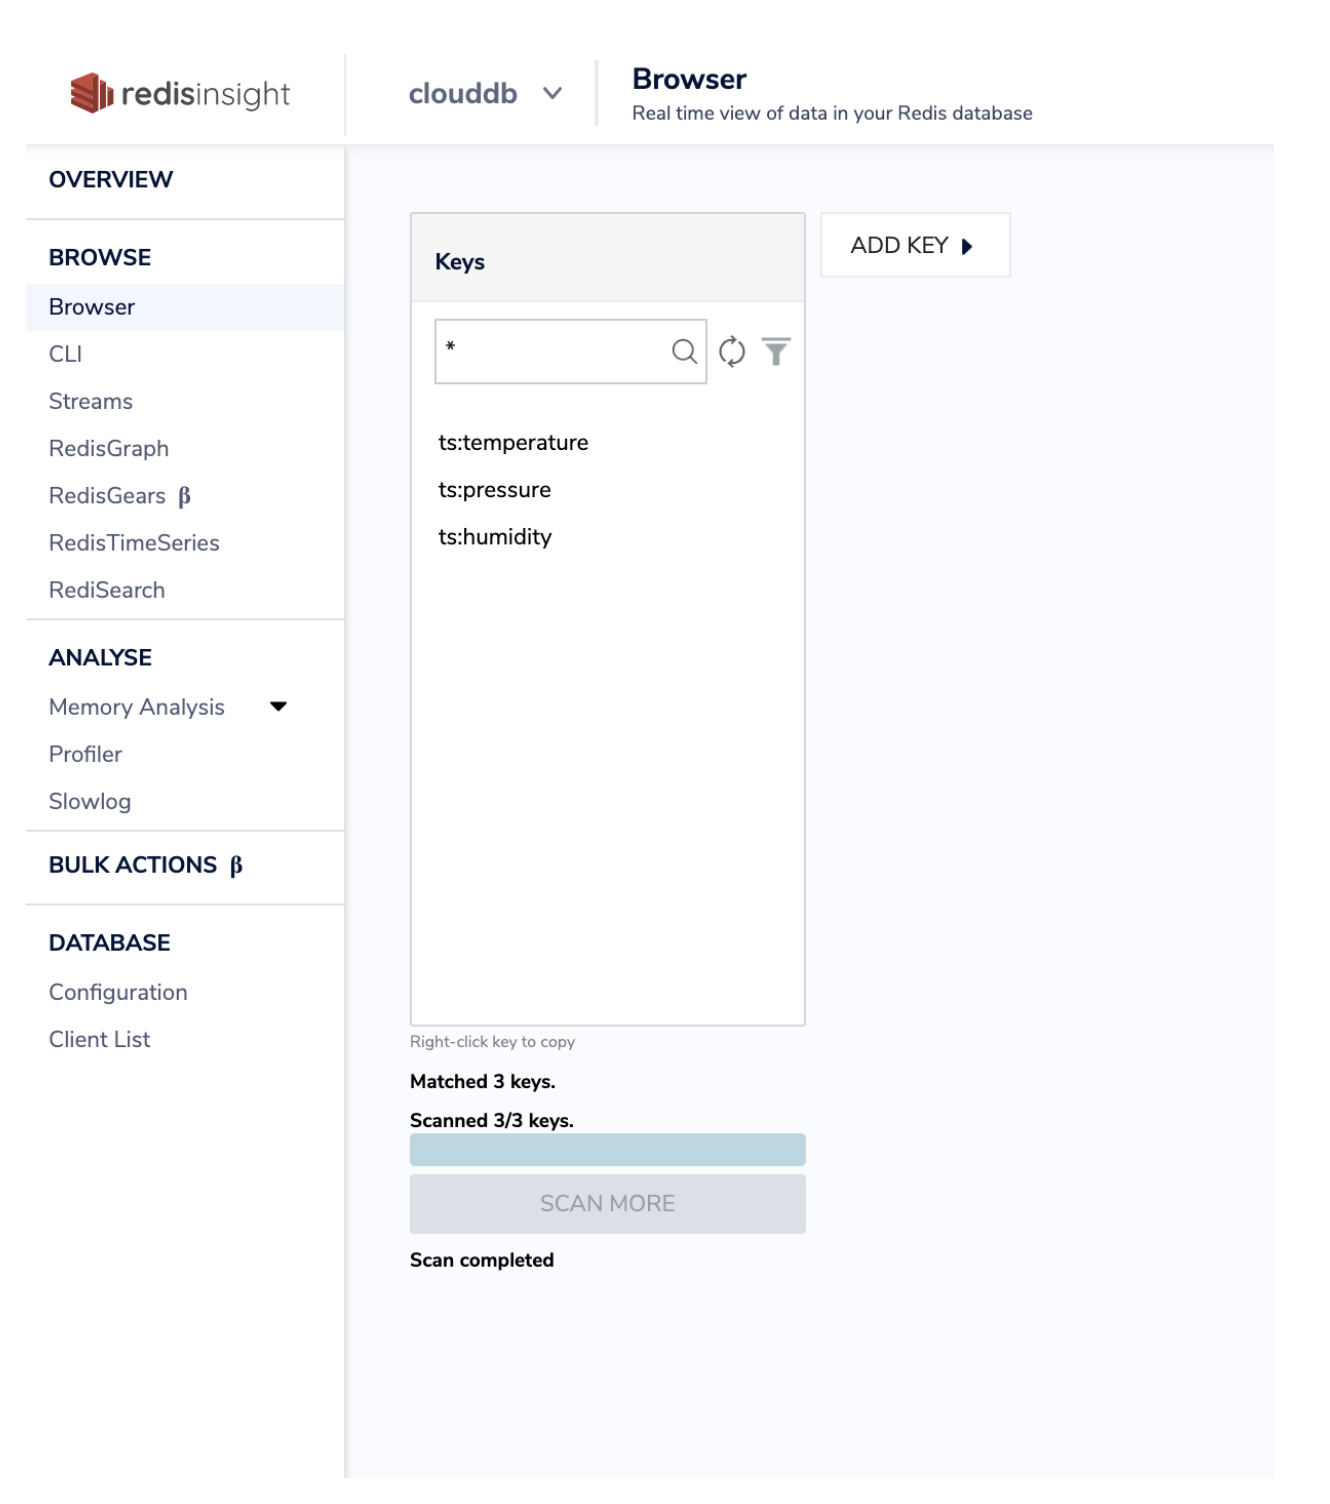 redisinsight
clouddb
Browser
Real time view of data in your Redis database
OVERVIEW
BROWSE
Browser
CLI
Streams
RedisGraph
RedisGears β
RedisTimeSeries
RediSearch
ANALYSE
Memory Analysis
Profiler
Slowlog
BULK ACTIONS β
DATABASE
Configuration
Client List
Keys
*
ts:temperature
ts:pressure
ts:humidity
Right-click key to copy
Matched 3 keys.
Scanned 3/3 keys.
SCAN MORE
Scan completed
ADD KEY